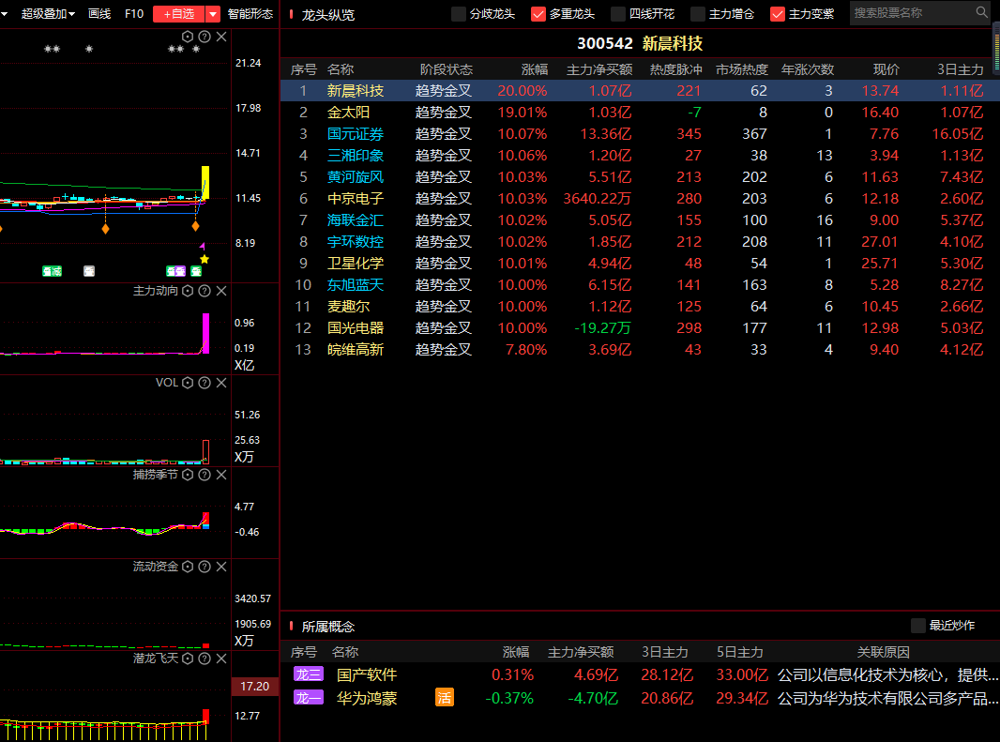 超级叠加 画线 F10 +自选 智能形态
龙头纵览 分歧龙头 多重龙头 四线开花 主力增仓 主力变紫 搜索股票名称
300542 新晨科技
序号 名称 阶段状态 涨幅 主力净买额 热度脉冲 市场热度 年涨次数 现价 3日主力
1 新晨科技 趋势金叉 20.00% 1.07亿 221 62 3 13.74 1.11亿
2 金太阳 趋势金叉 19.01% 1.03亿 -7 8 0 16.40 1.07亿
3 国元证券 趋势金叉 10.07% 13.36亿 345 367 1 7.76 16.05亿
4 三湘印象 趋势金叉 10.06% 1.20亿 27 38 13 3.94 1.13亿
5 黄河旋风 趋势金叉 10.03% 5.51亿 213 202 6 11.63 7.43亿
6 中京电子 趋势金叉 10.03% 3640.22万 280 203 6 12.18 2.60亿
7 海联金汇 趋势金叉 10.02% 5.05亿 155 100 16 9.00 5.37亿
8 宇环数控 趋势金叉 10.02% 1.85亿 212 208 11 27.01 4.10亿
9 卫星化学 趋势金叉 10.01% 4.94亿 48 54 1 25.71 5.30亿
10 东旭蓝天 趋势金叉 10.00% 6.15亿 141 163 8 5.28 8.27亿
11 麦趣尔 趋势金叉 10.00% 1.12亿 125 64 6 10.45 2.66亿
12 国光电器 趋势金叉 10.00% -19.27万 298 177 11 12.98 5.03亿
13 皖维高新 趋势金叉 7.80% 3.69亿 43 33 4 9.40 4.12亿
21.24
17.98
14.71
11.45
8.19
主力动向
0.96
0.19
X亿
VOL
51.26
25.63
X万
捕捞季节
4.77
-0.46
流动资金
3420.57
1905.69
X万
潜龙飞天
17.20
12.77
所属概念 最近炒作
序号 名称 涨幅 主力净买额 3日主力 5日主力 关联原因
龙三 国产软件 0.31% 4.69亿 28.12亿 33.00亿 公司以信息化技术为核心，提供...
龙一 华为鸿蒙 活 -0.37% -4.70亿 20.86亿 29.34亿 公司为华为技术有限公司多产品...